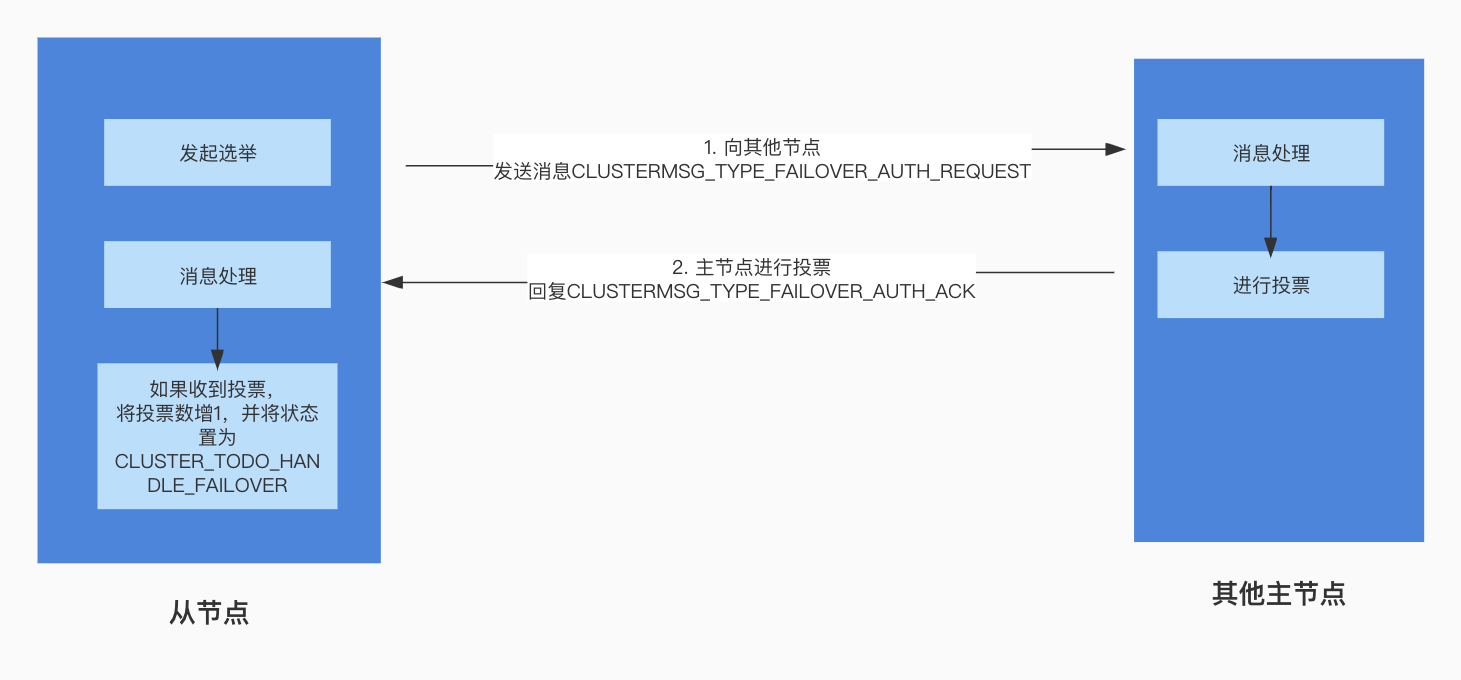 发起选举
1. 向其他节点
发送消息CLUSTERMSG_TYPE_FAILOVER_AUTH_REQUEST
消息处理
消息处理
2. 主节点进行投票
回复CLUSTERMSG_TYPE_FAILOVER_AUTH_ACK
进行投票
如果收到投票，
将投票数增1，并将状态
置为
CLUSTER_TODO_HAN
DLE_FAILOVER
从节点
其他主节点